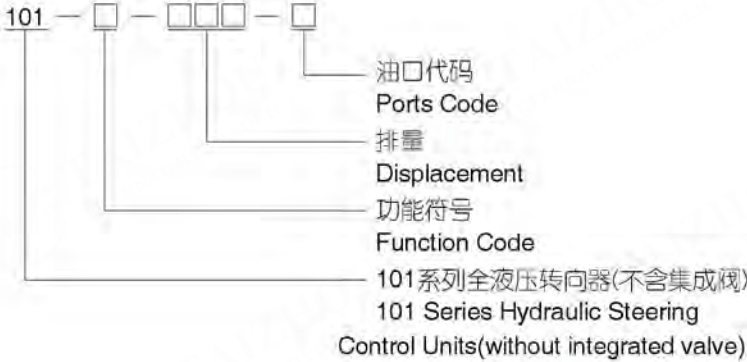 101 — □ — □□□ — □
油口代码
Ports Code
排量
Displacement
功能符号
Function Code
101系列全液压转向器(不含集成阀)
101 Series Hydraulic Steering
Control Units(without integrated valve)